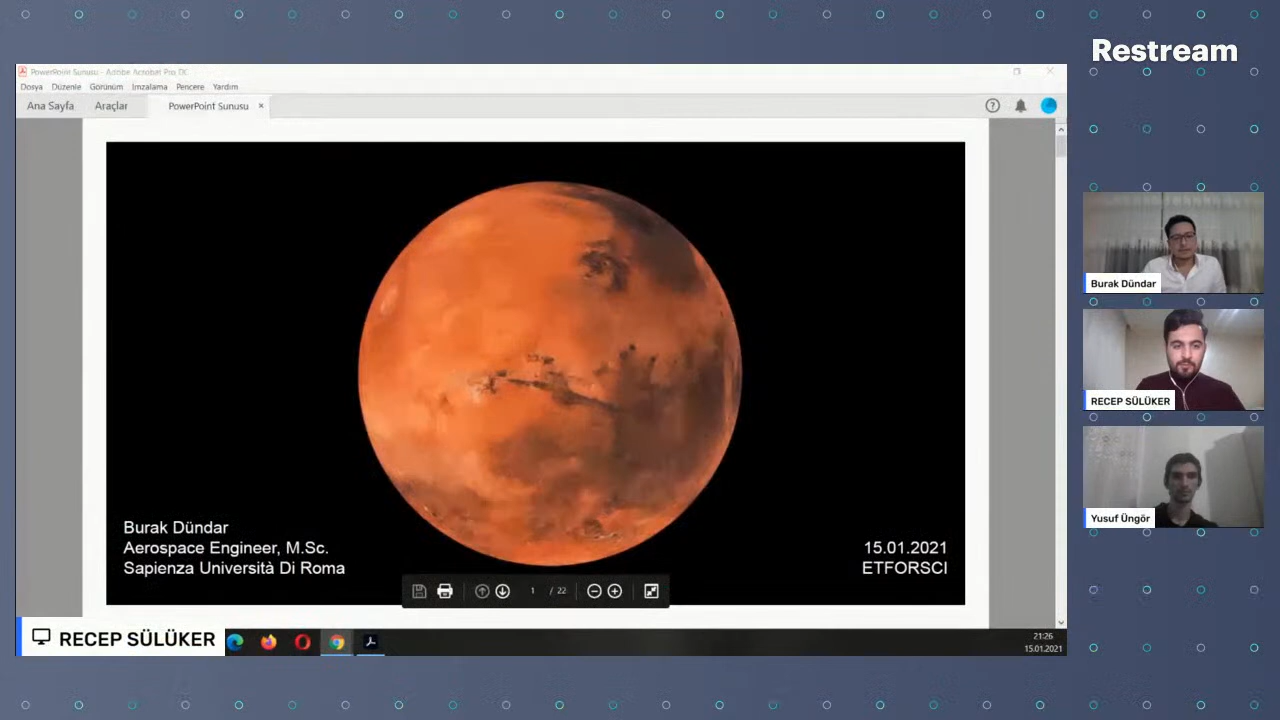 Restream
PowerPoint Sunusu - Adobe Acrobat Pro DC
Dosya Düzenle Görünüm İmzalama Pencere Yardım
Ana Sayfa Araçlar PowerPoint Sunusu ×
Burak Dündar
Aerospace Engineer, M.Sc.
Sapienza Università Di Roma
15.01.2021
ETFORSCI
1 / 22
RECEP SÜLÜKER
21:26
15.01.2021
Burak Dündar
RECEP SÜLÜKER
Yusuf Üngör